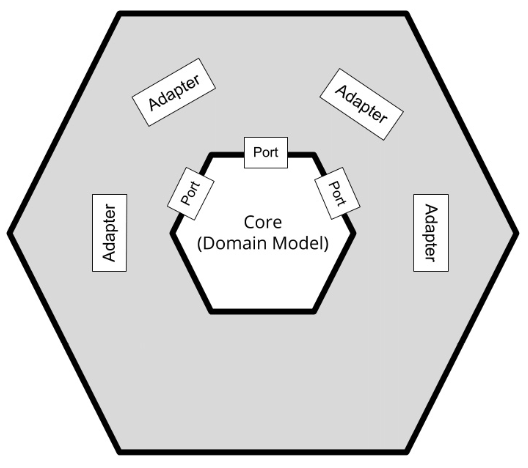 Adapter
Adapter
Port
Port
Port
Adapter
Core
(Domain Model)
Adapter